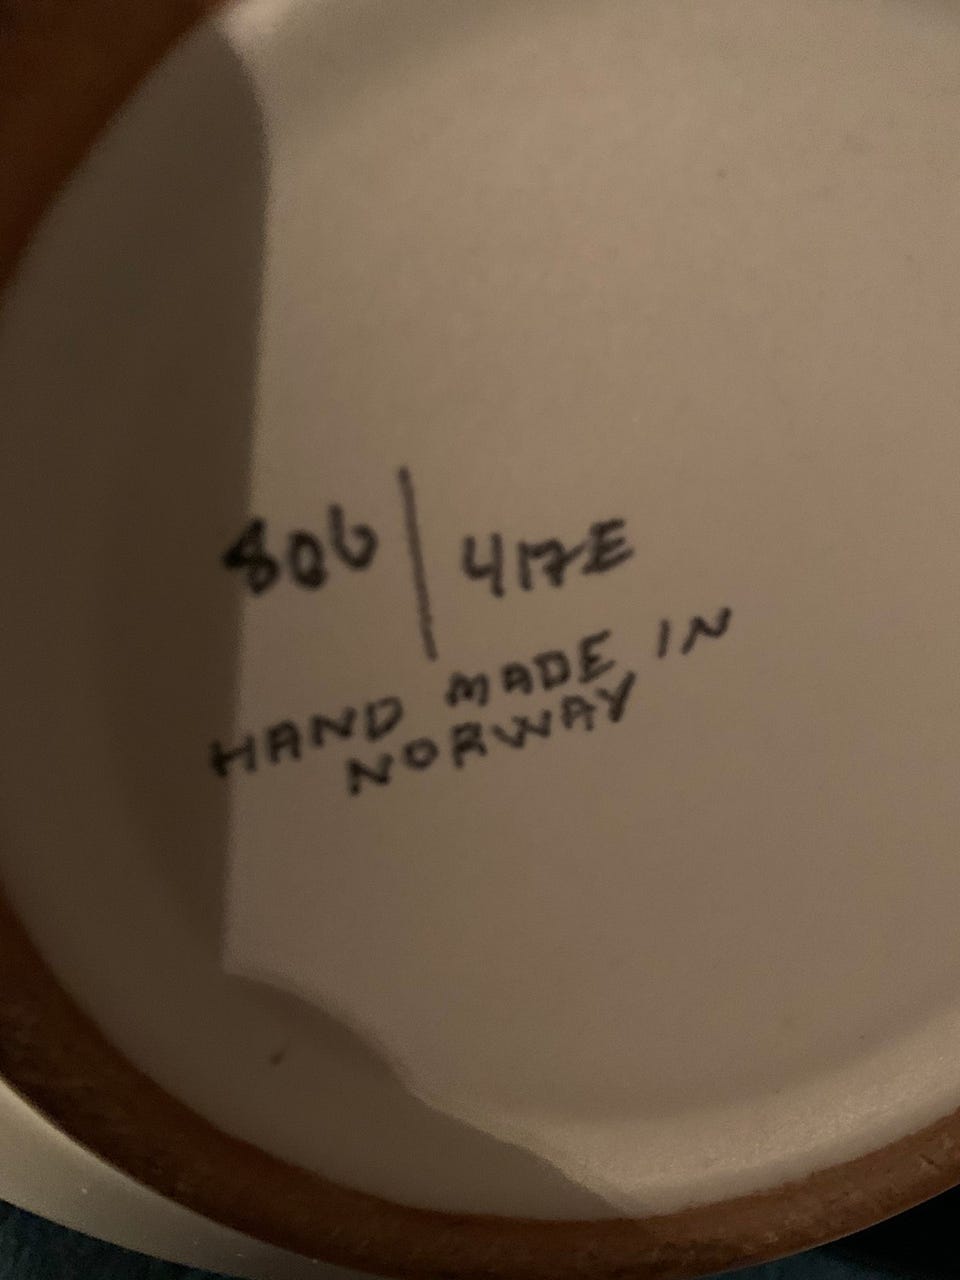 806 | 417E
HAND MADE IN
NORWAY